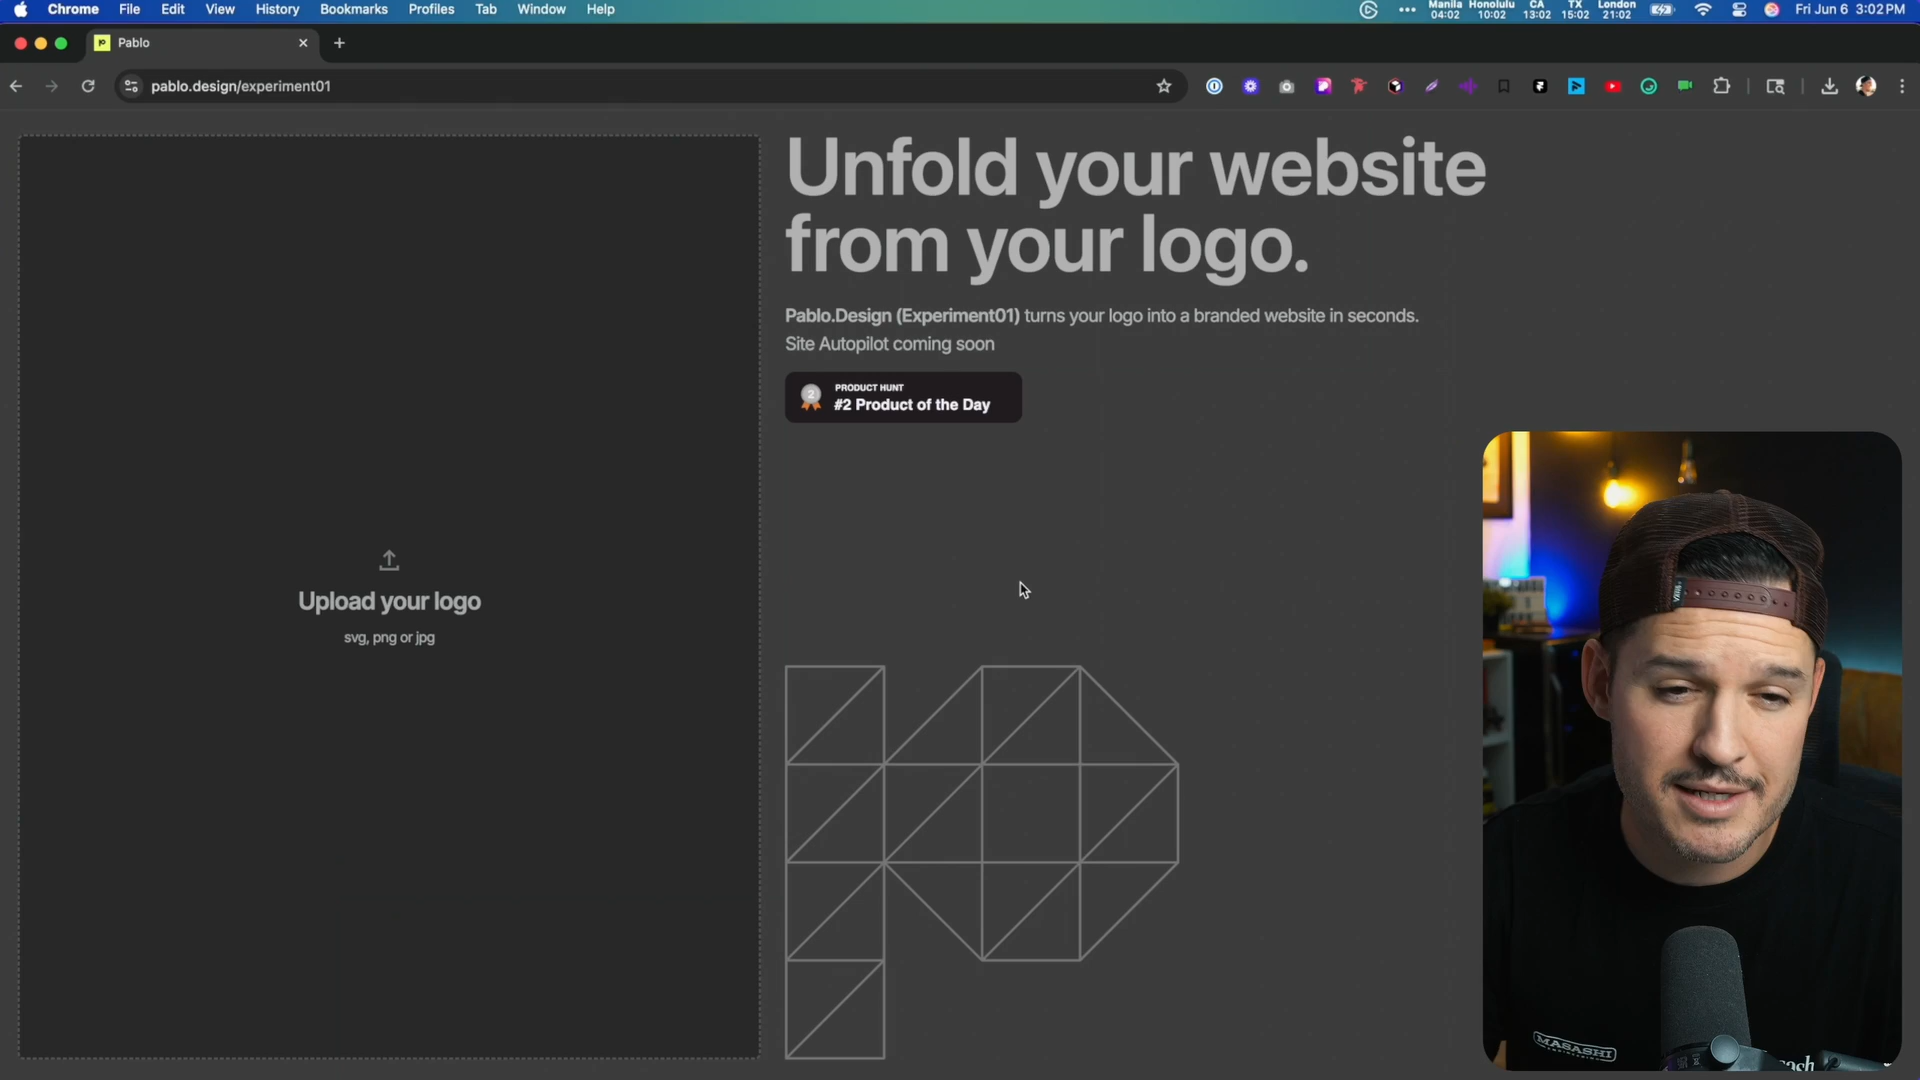 Chrome File Edit View History Bookmarks Profiles Tab Window Help
Manila 04:02 Honolulu 10:02 CA 13:02 TX 15:02 London 21:02 Fri Jun 6 3:02 PM
Pablo
pablo.design/experiment01
Unfold your website
from your logo.
Pablo.Design (Experiment01) turns your logo into a branded website in seconds.
Site Autopilot coming soon
2
PRODUCT HUNT
#2 Product of the Day
Upload your logo
svg, png or jpg
MASASHI